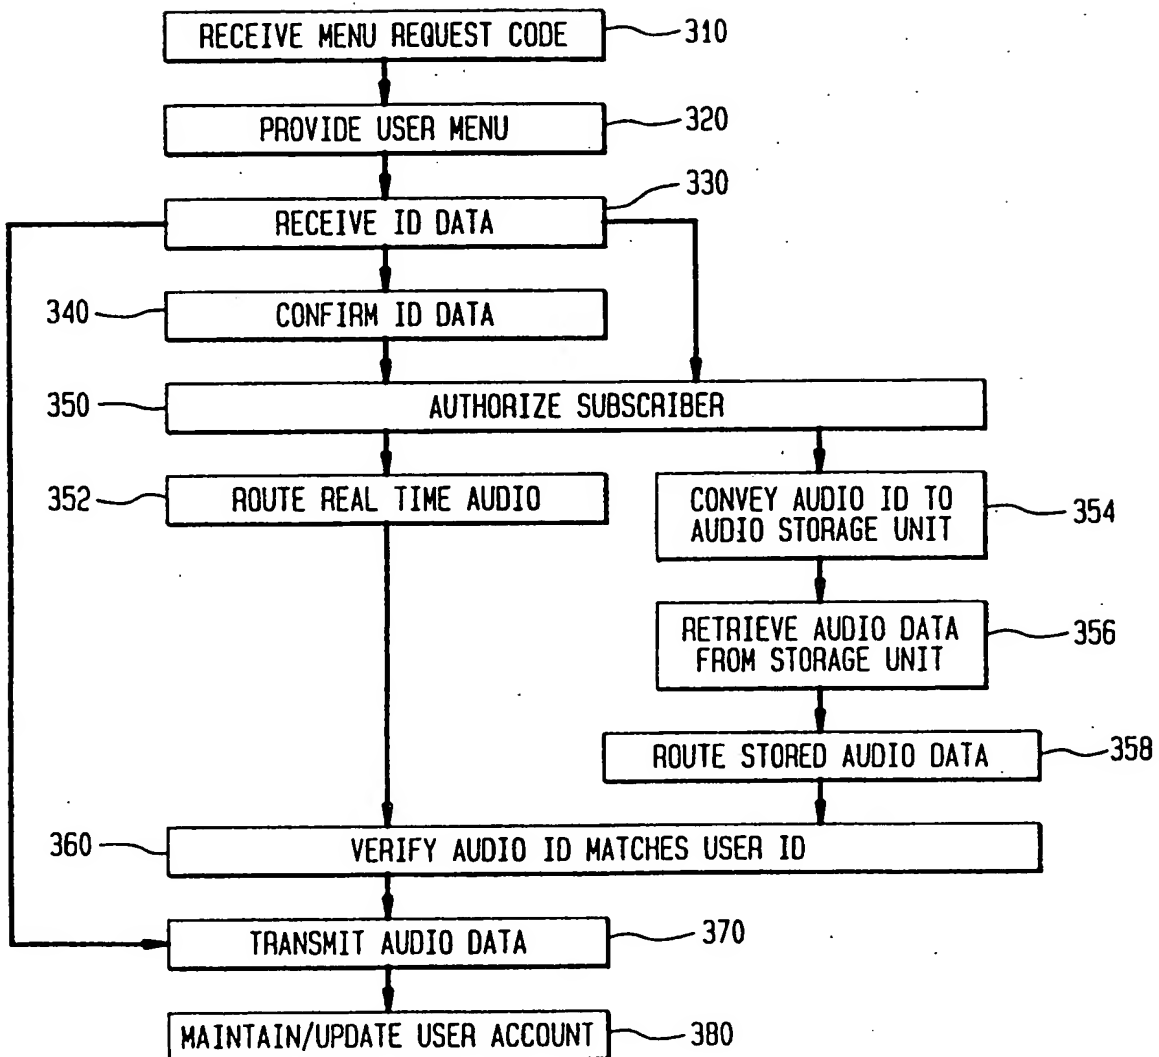 RECEIVE MENU REQUEST CODE
310
PROVIDE USER MENU
320
330
RECEIVE ID DATA
340
CONFIRM ID DATA
350
AUTHORIZE SUBSCRIBER
352
ROUTE REAL TIME AUDIO
CONVEY AUDIO ID TO
AUDIO STORAGE UNIT
354
RETRIEVE AUDIO DATA
FROM STORAGE UNIT
356
ROUTE STORED AUDIO DATA
358
360
VERIFY AUDIO ID MATCHES USER ID
TRANSMIT AUDIO DATA
370
MAINTAIN/UPDATE USER ACCOUNT
380